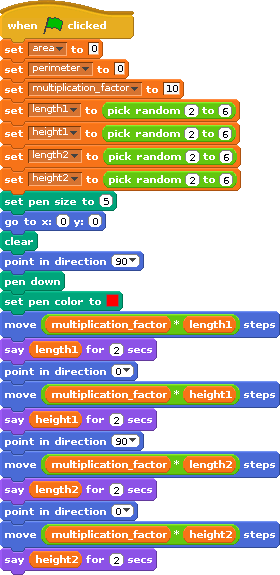 when clicked
set area to 0
set perimeter to 0
set multiplication_factor to 10
set length1 to pick random 2 to 6
set height1 to pick random 2 to 6
set length2 to pick random 2 to 6
set height2 to pick random 2 to 6
set pen size to 5
go to x: 0 y: 0
clear
point in direction 90
pen down
set pen color to
move multiplication_factor * length1 steps
say length1 for 2 secs
point in direction 0
move multiplication_factor * height1 steps
say height1 for 2 secs
point in direction 90
move multiplication_factor * length2 steps
say length2 for 2 secs
point in direction 0
move multiplication_factor * height2 steps
say height2 for 2 secs